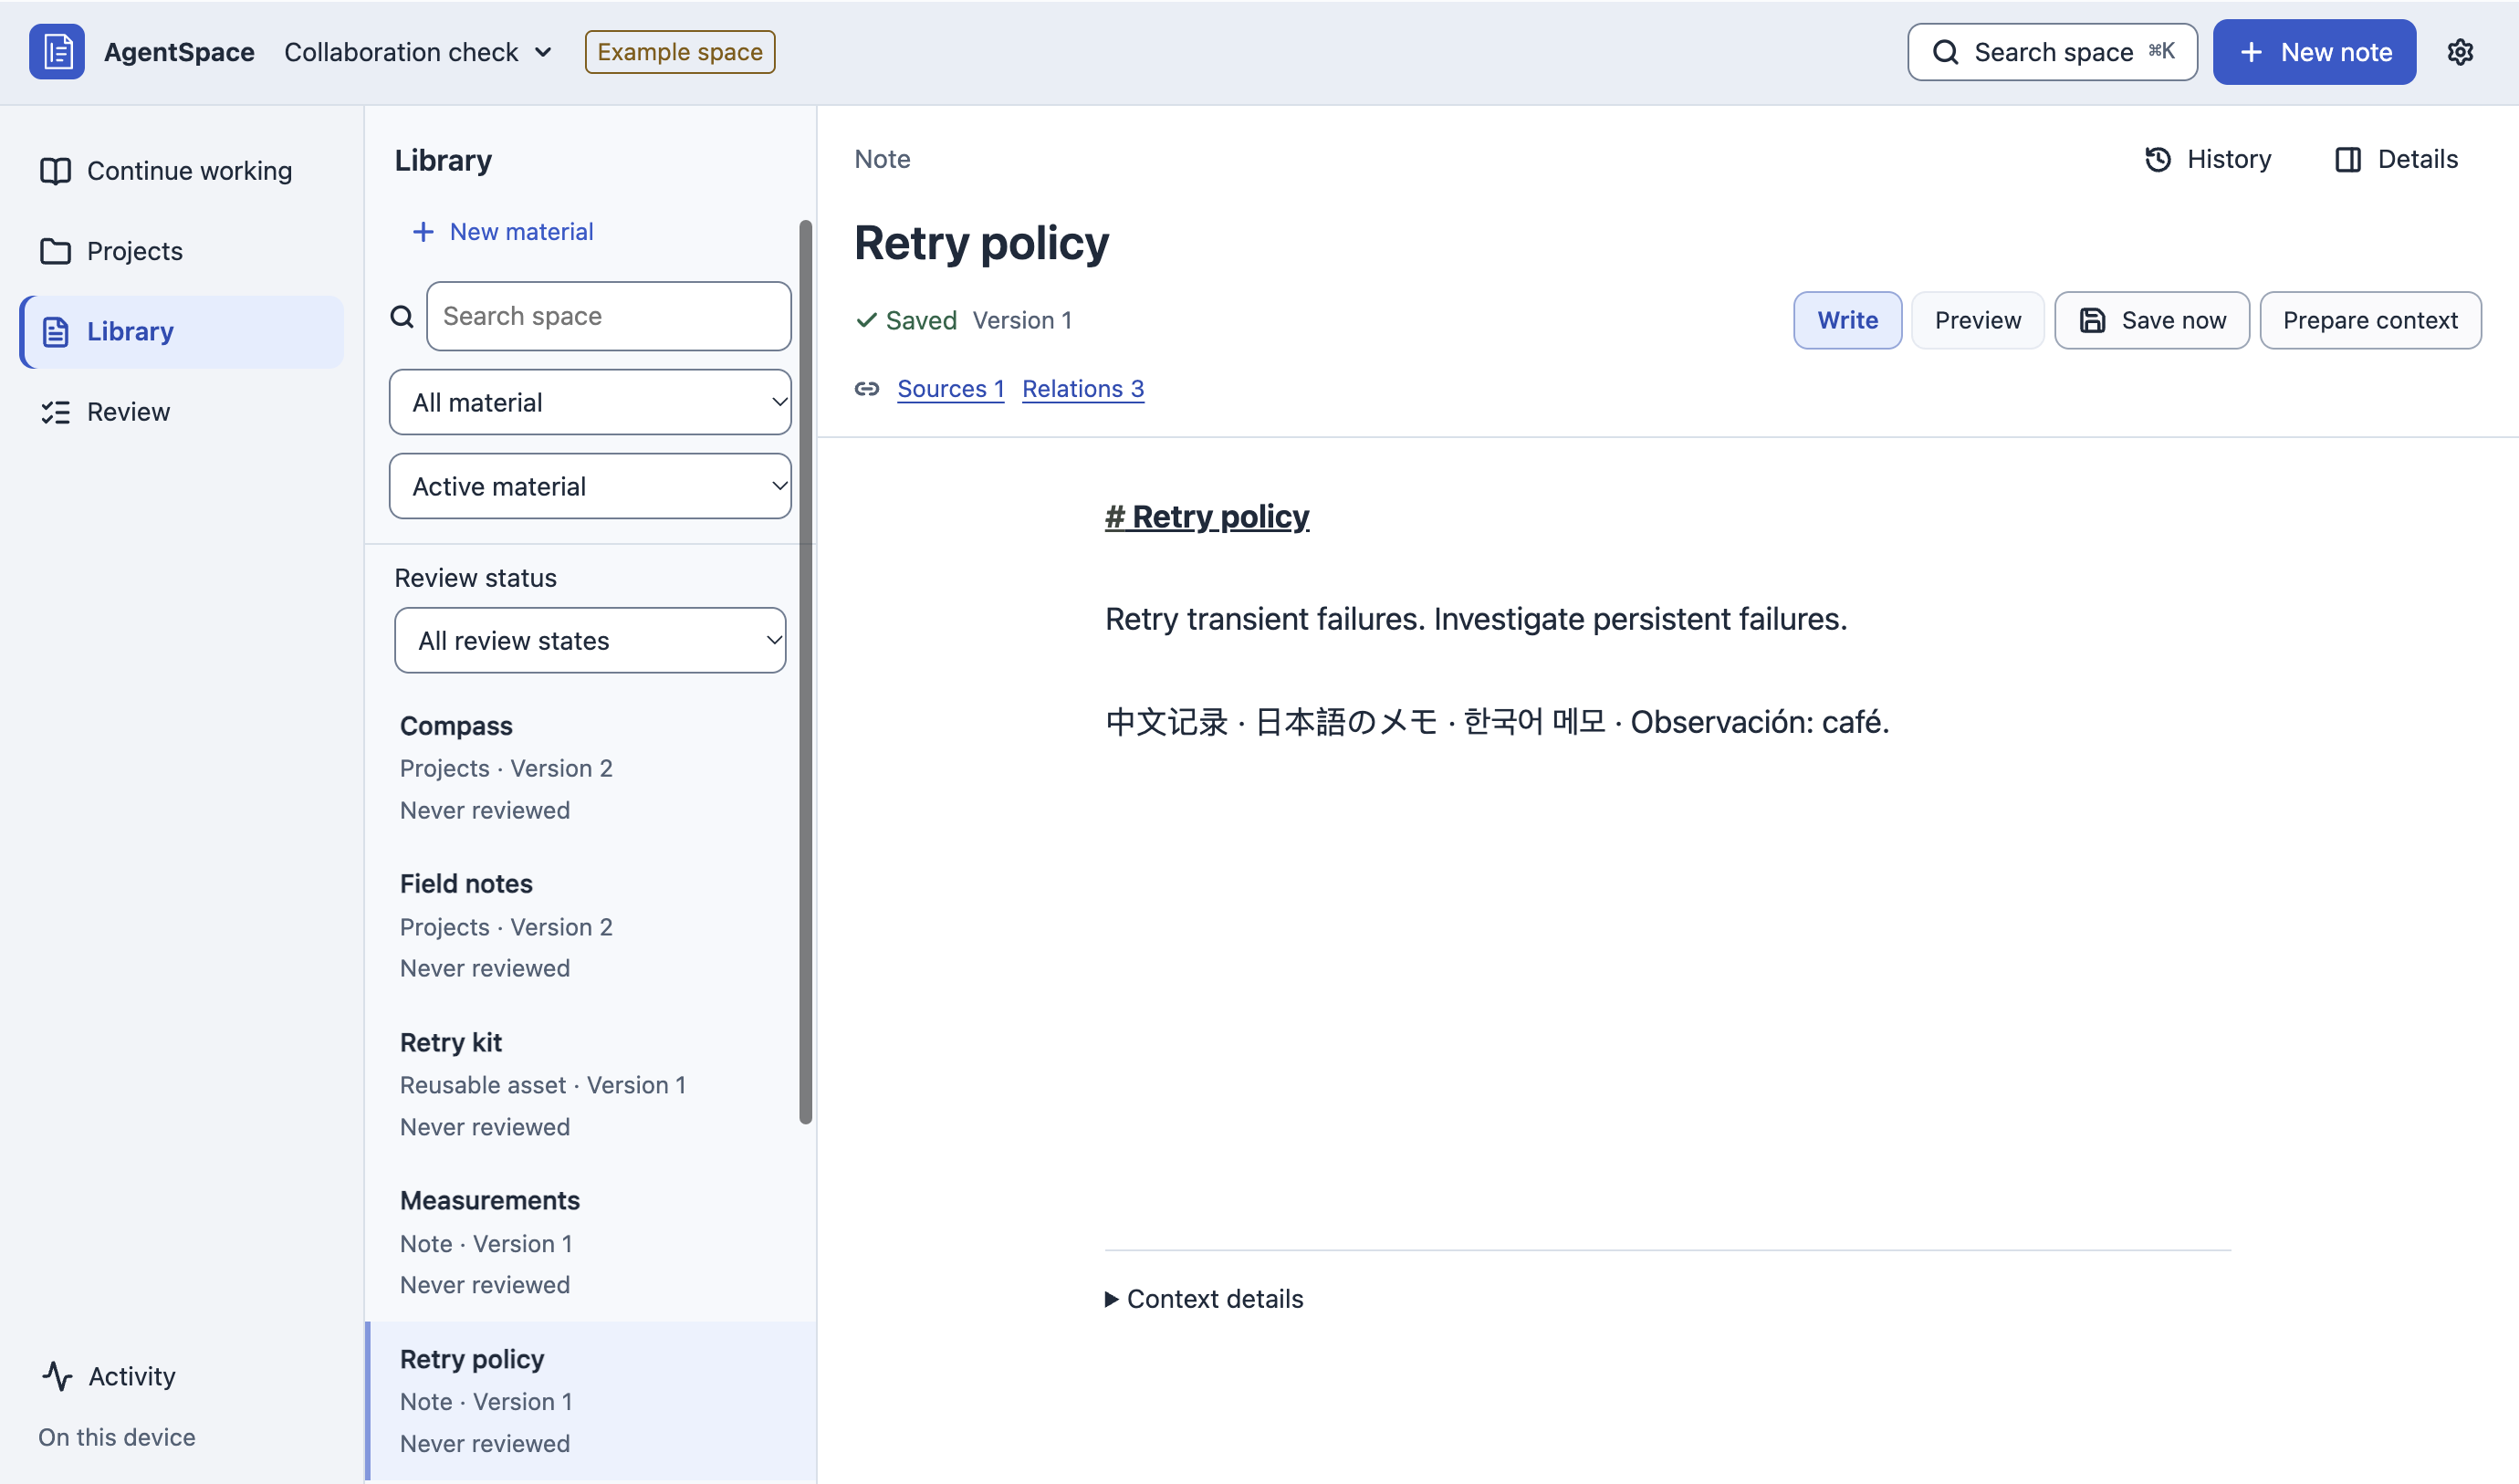 AgentSpace
Collaboration check
Example space
Search space ⌘K
New note
Continue working
Projects
Library
Review
Activity
On this device
Library
New material
Search space
All material
Active material
Review status
All review states
Compass
Projects · Version 2
Never reviewed
Field notes
Projects · Version 2
Never reviewed
Retry kit
Reusable asset · Version 1
Never reviewed
Measurements
Note · Version 1
Never reviewed
Retry policy
Note · Version 1
Never reviewed
Note
History
Details
Retry policy
Saved Version 1
Write
Preview
Save now
Prepare context
Sources 1 Relations 3
# Retry policy
Retry transient failures. Investigate persistent failures.
中文记录 · 日本語のメモ · 한국어 메모 · Observación: café.
Context details